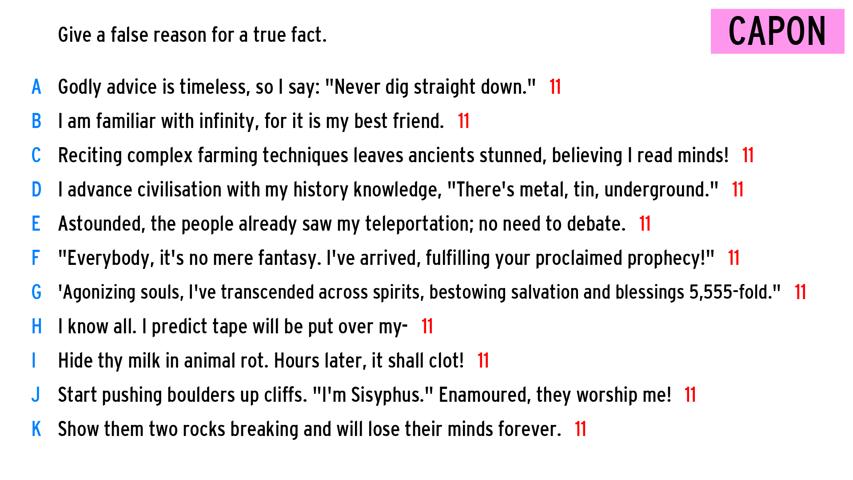 Give a false reason for a true fact.
CAPON
A Godly advice is timeless, so I say: "Never dig straight down." 11
B I am familiar with infinity, for it is my best friend. 11
C Reciting complex farming techniques leaves ancients stunned, believing I read minds! 11
D I advance civilisation with my history knowledge, "There's metal, tin, underground." 11
E Astounded, the people already saw my teleportation; no need to debate. 11
F "Everybody, it's no mere fantasy. I've arrived, fulfilling your proclaimed prophecy!" 11
G 'Agonizing souls, I've transcended across spirits, bestowing salvation and blessings 5,555-fold." 11
H I know all. I predict tape will be put over my- 11
I Hide thy milk in animal rot. Hours later, it shall clot! 11
J Start pushing boulders up cliffs. "I'm Sisyphus." Enamoured, they worship me! 11
K Show them two rocks breaking and will lose their minds forever. 11